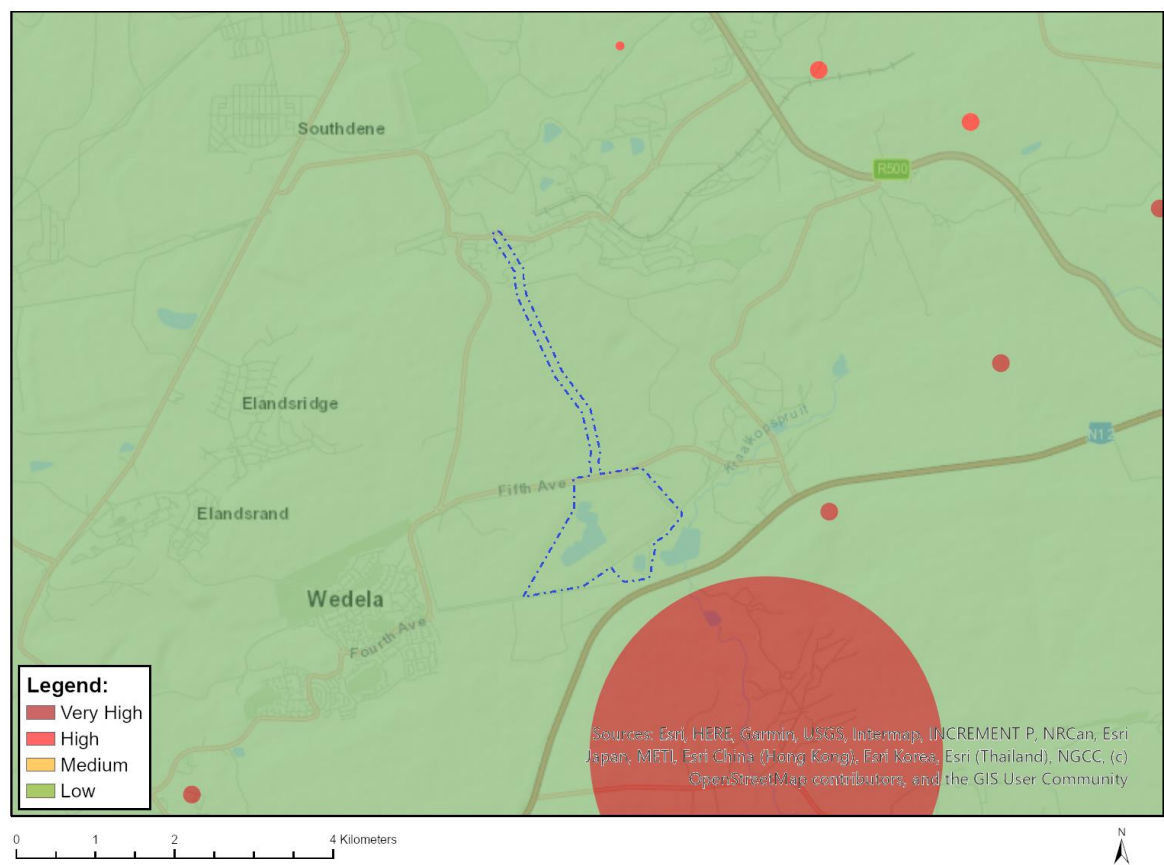 Southdene
R500
Elandsridge
N12
Kraalkopspruit
Fifth Ave
Elandsrand
Wedela
Fourth Ave
Legend:
Very High
High
Medium
Low
Sources: Esri, HERE, Garmin, USGS, Intermap, INCREMENT P, NRCan, Esri
Japan, METI, Esri China (Hong Kong), Esri Korea, Esri (Thailand), NGCC, (c)
OpenStreetMap contributors, and the GIS User Community
0 1 2 4 Kilometers
N